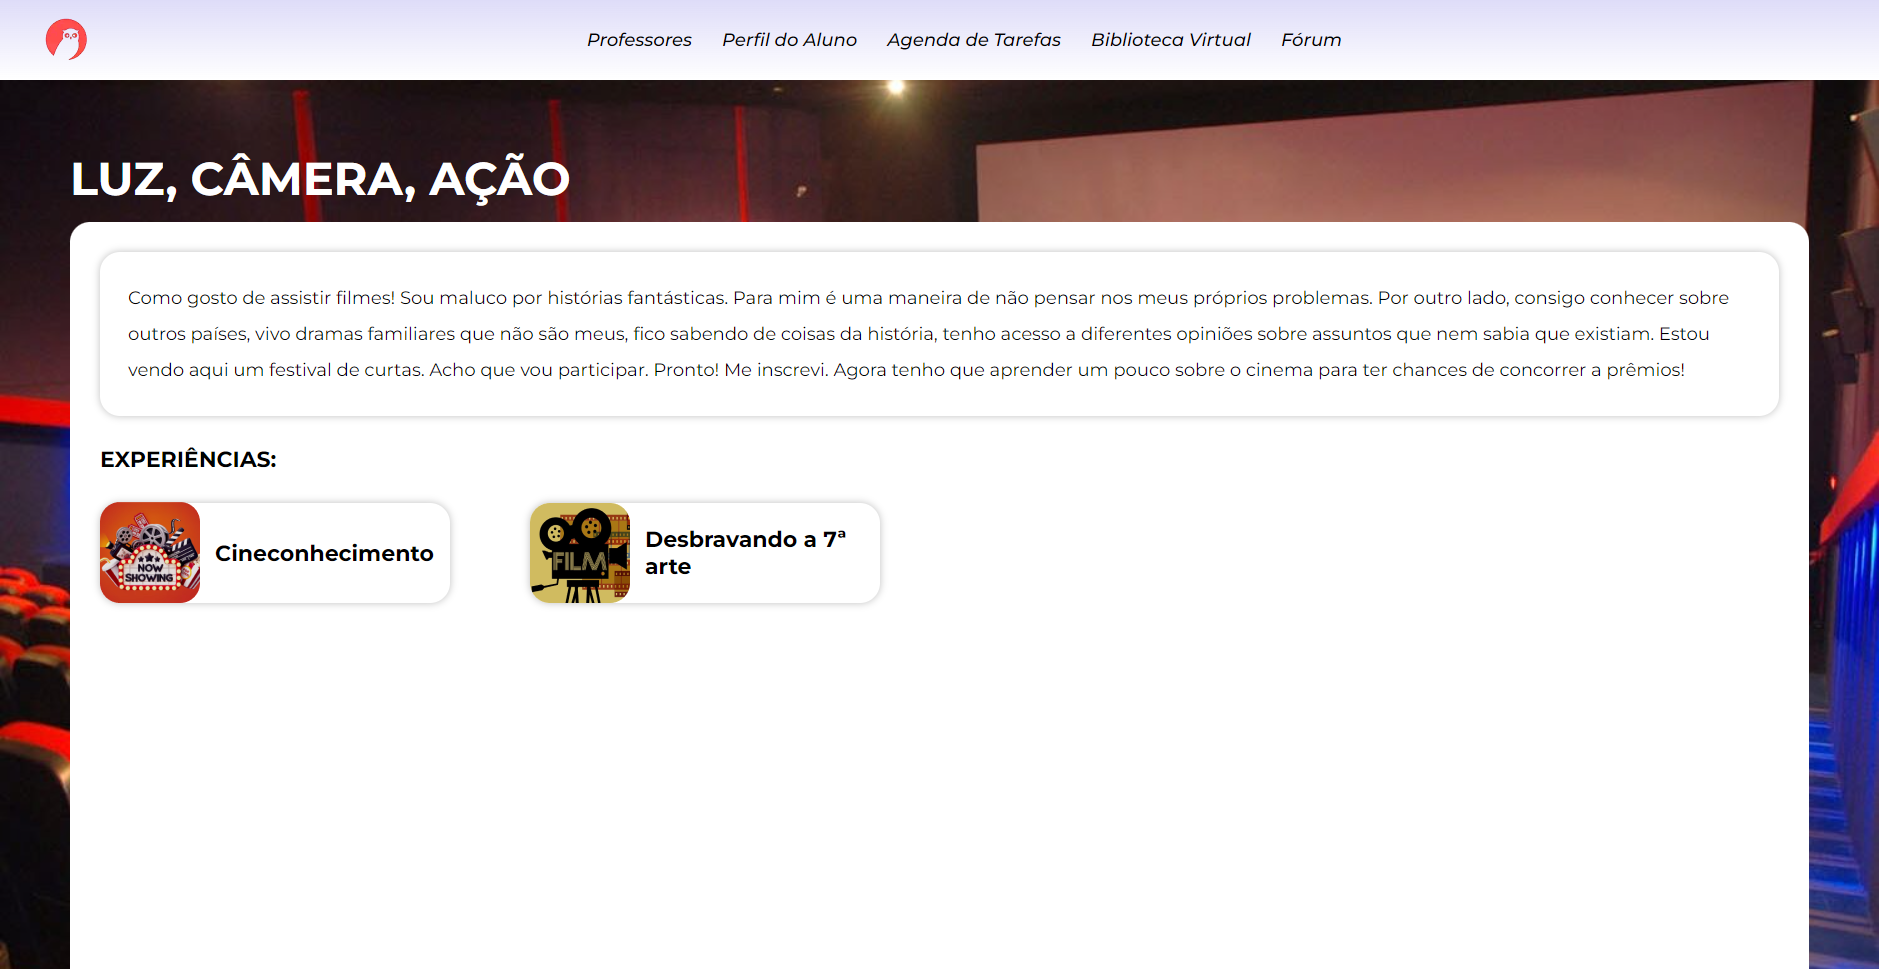 Professores Perfil do Aluno Agenda de Tarefas Biblioteca Virtual Fórum
LUZ, CÂMERA, AÇÃO
Como gosto de assistir filmes! Sou maluco por histórias fantásticas. Para mim é uma maneira de não pensar nos meus próprios problemas. Por outro lado, consigo conhecer sobre
outros países, vivo dramas familiares que não são meus, fico sabendo de coisas da história, tenho acesso a diferentes opiniões sobre assuntos que nem sabia que existiam. Estou
vendo aqui um festival de curtas. Acho que vou participar. Pronto! Me inscrevi. Agora tenho que aprender um pouco sobre o cinema para ter chances de concorrer a prêmios!
EXPERIÊNCIAS:
NOW
SHOWING
Cineconhecimento
FILM
Desbravando a 7ª
arte